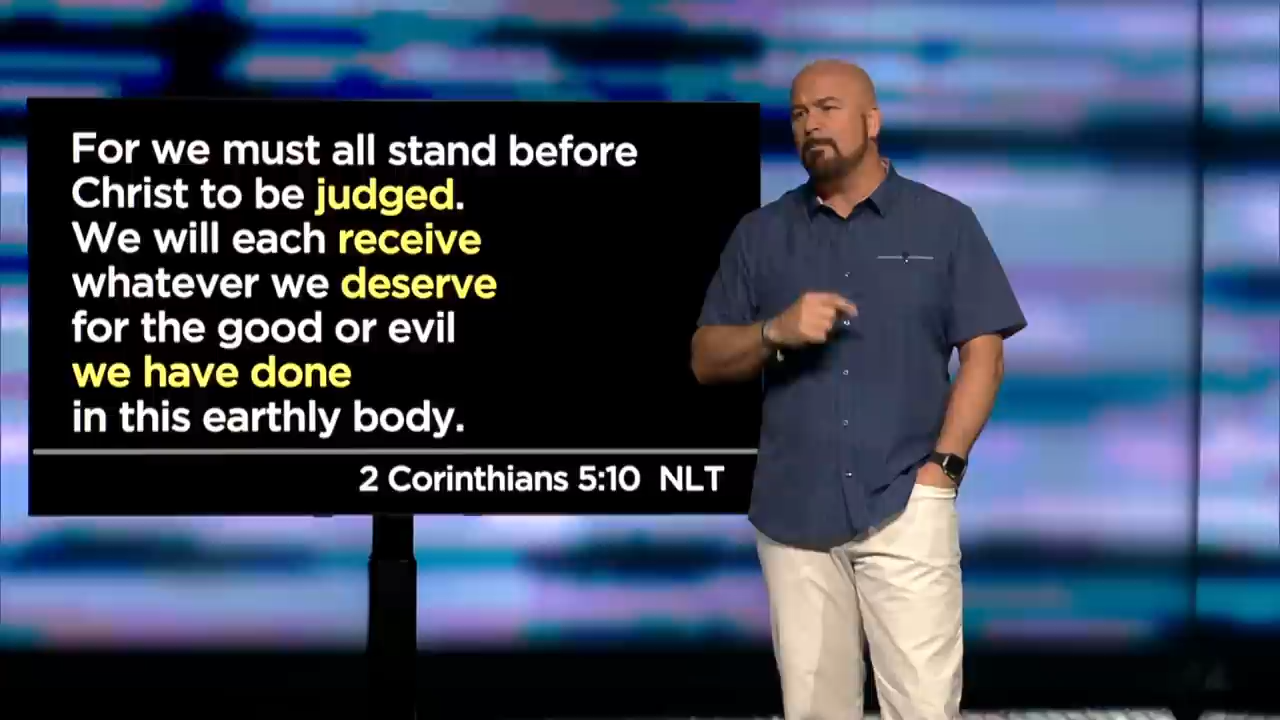 For we must all stand before
Christ to be judged.
We will each receive
whatever we deserve
for the good or evil
we have done
in this earthly body.
2 Corinthians 5:10 NLT